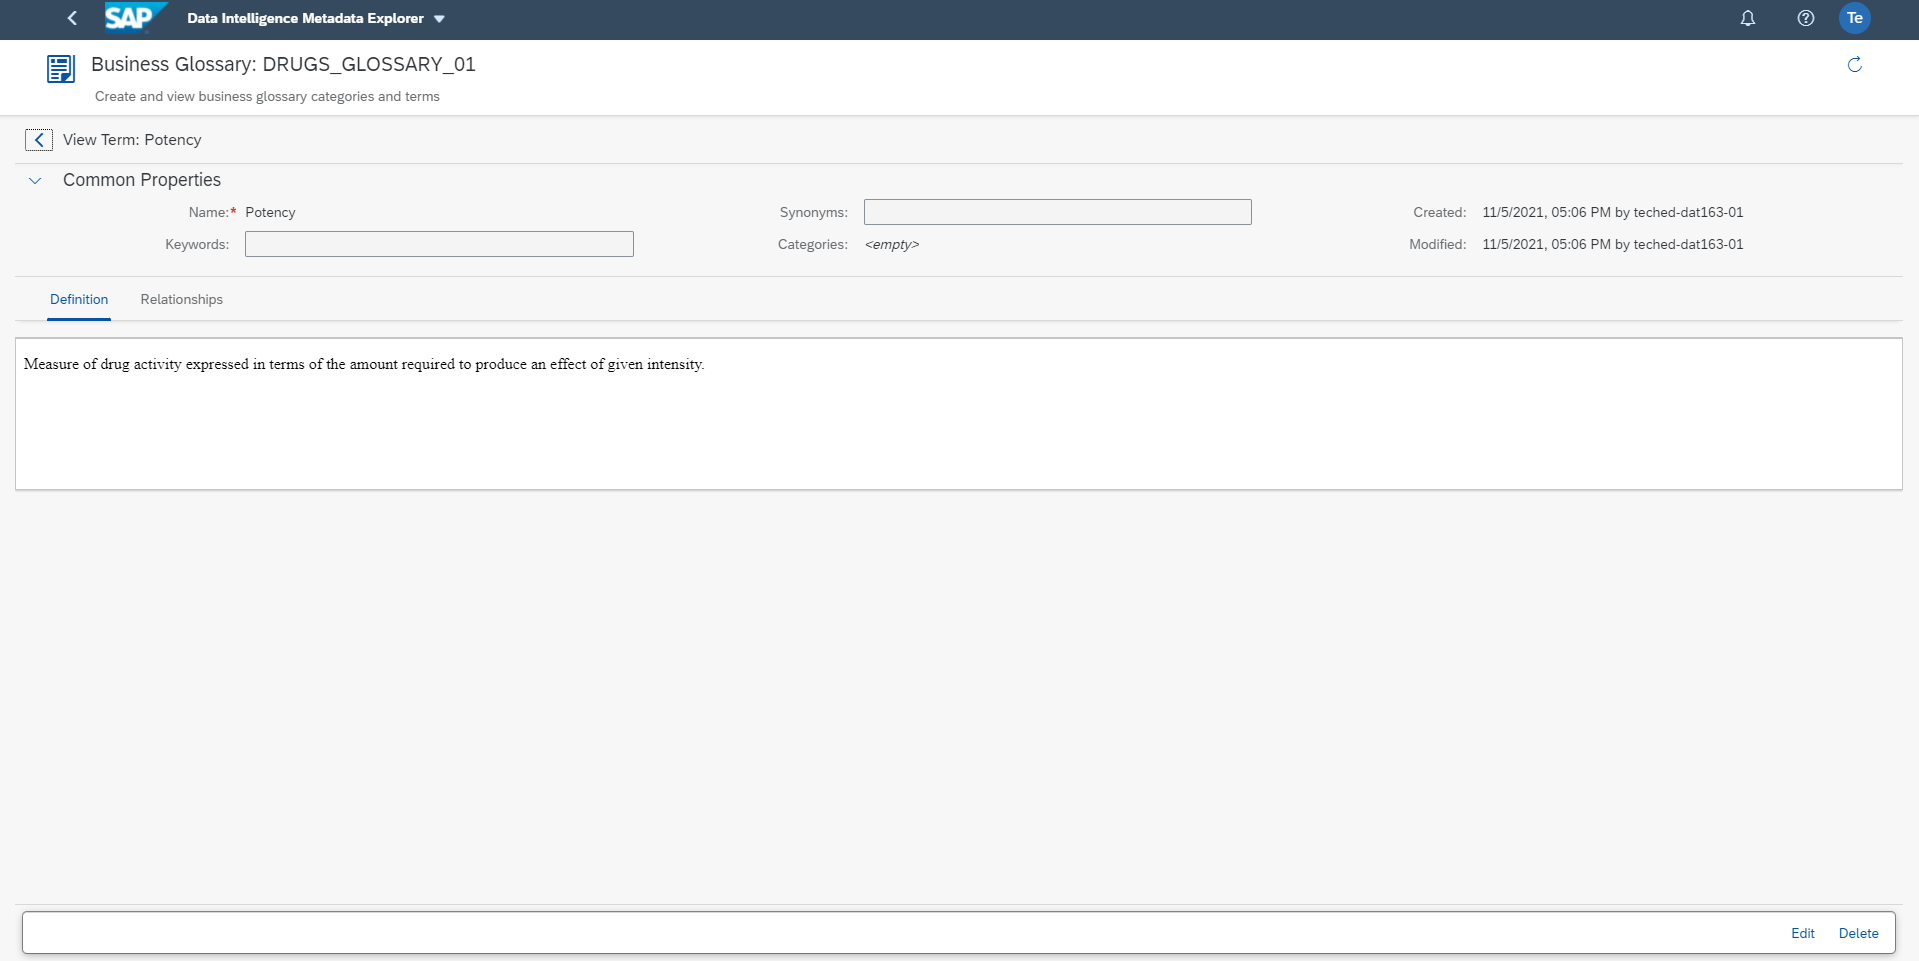 SAP Data Intelligence Metadata Explorer Te
Business Glossary: DRUGS_GLOSSARY_01
Create and view business glossary categories and terms
View Term: Potency
Common Properties
Name:* Potency Synonyms: Created: 11/5/2021, 05:06 PM by teched-dat163-01
Keywords: Categories: <empty> Modified: 11/5/2021, 05:06 PM by teched-dat163-01
Definition Relationships
Measure of drug activity expressed in terms of the amount required to produce an effect of given intensity.
Edit Delete